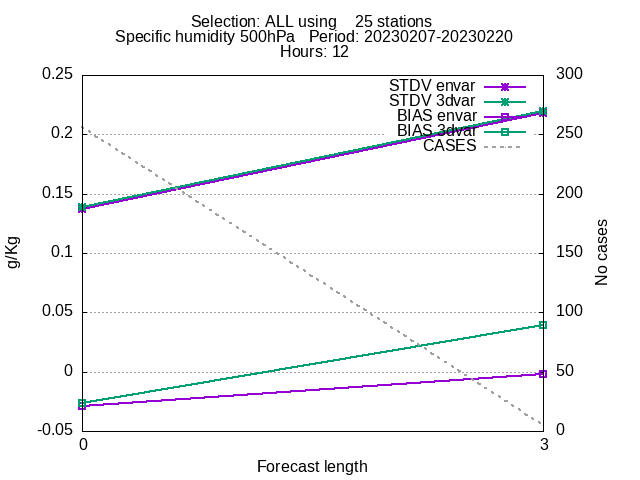 Selection: ALL using    25 stations
Specific humidity 500hPa   Period: 20230207-20230220
Hours: 12
0.25
0.2
0.15
0.1
0.05
0
-0.05
300
250
200
150
100
50
0
STDV envar
STDV 3dvar
BIAS envar
BIAS 3dvar
CASES
g/Kg
No cases
0
3
Forecast length